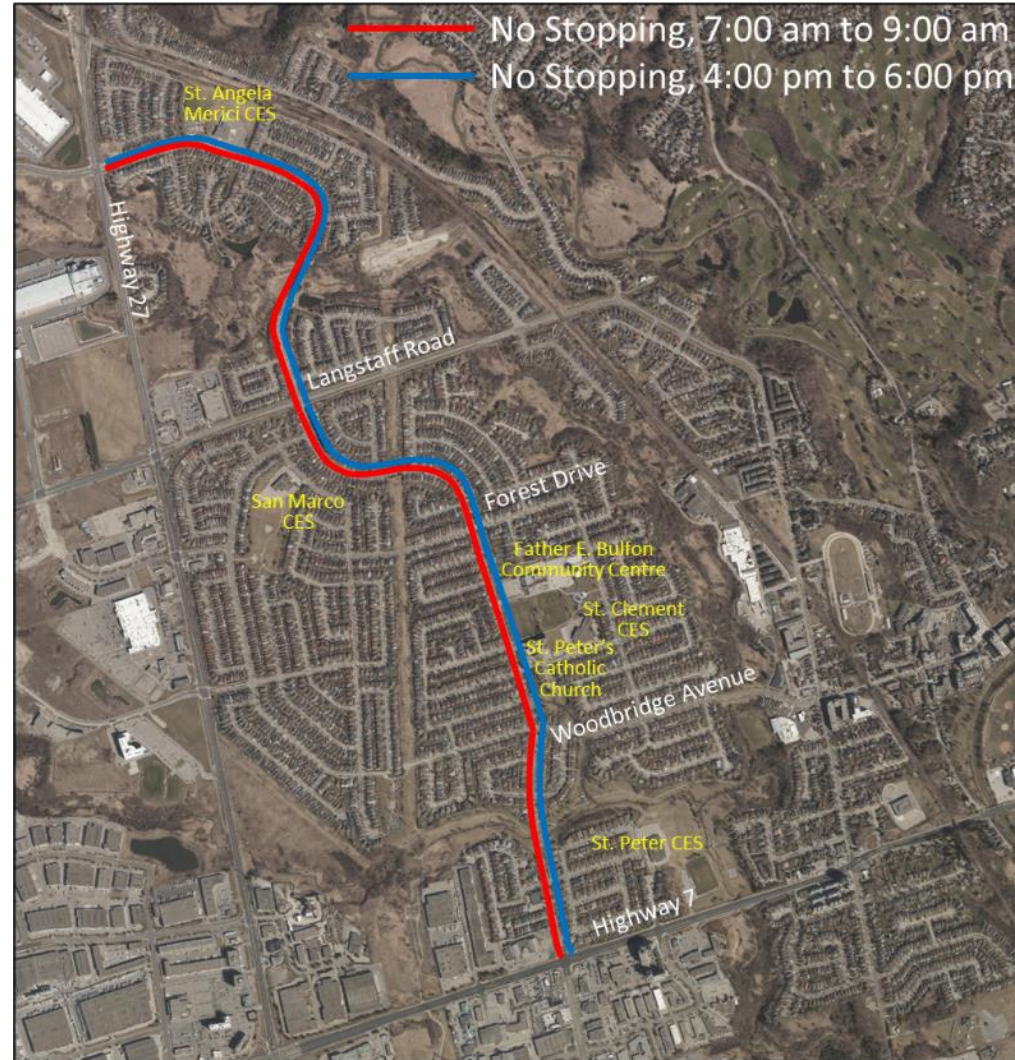 No Stopping, 7:00 am to 9:00 am
No Stopping, 4:00 pm to 6:00 pm
St. Angela
Merici CES
Highway 27
Langstaff Road
San Marco
CES
Forest Drive
Father E. Bulfon
Community Centre
St. Clement
CES
St. Peter's
Catholic
Church
Woodbridge Avenue
St. Peter CES
Highway 7